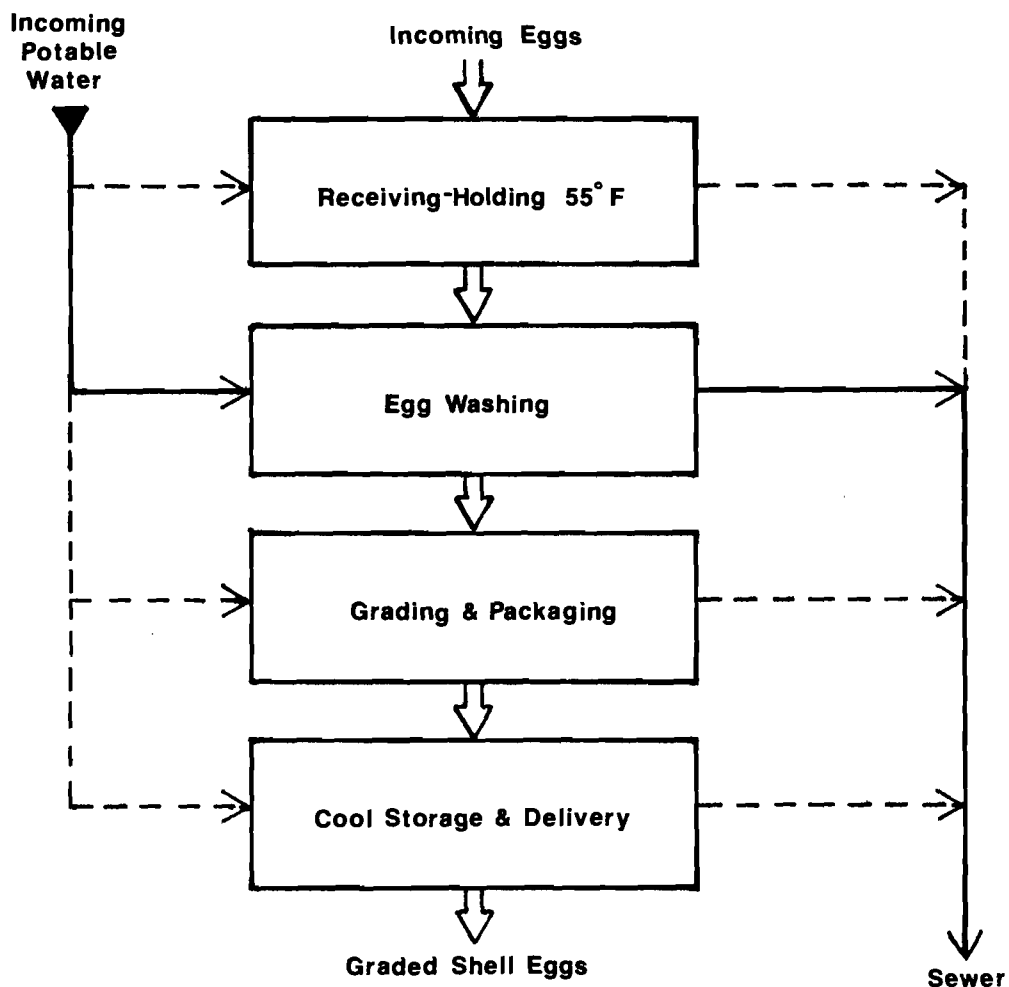 Incoming
Potable
Water
Incoming Eggs
Receiving-Holding 55° F
Egg Washing
Grading & Packaging
Cool Storage & Delivery
Graded Shell Eggs
Sewer